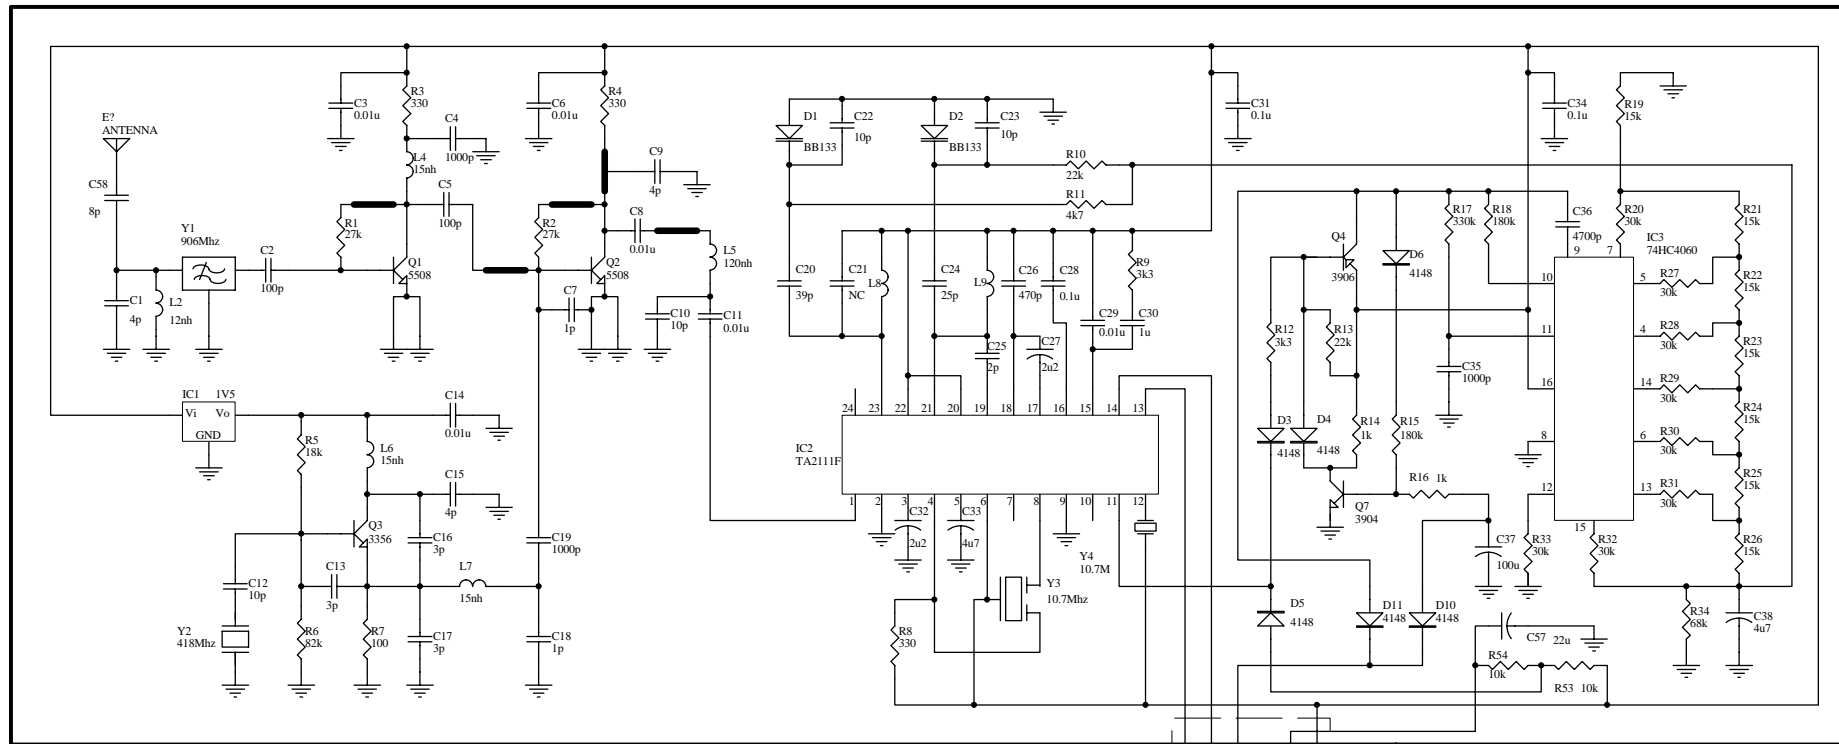 E?
ANTENNA
C58
8p
Y1
906Mhz
C1
4p
L2
12nh
C2
100p
C3
0.01u
R3
330
C4
1000p
L4
15nh
C5
100p
R1
27k
Q1
5508
C6
0.01u
R4
330
C9
4p
R2
27k
C8
0.01u
Q2
5508
L5
120nh
C7
1p
C10
10p
C11
0.01u
IC1 1V5
Vi Vo
GND
C14
0.01u
R5
18k
L6
15nh
C15
4p
Q3
3356
C16
3p
C19
1000p
C12
10p
C13
3p
L7
15nh
Y2
418Mhz
R6
82k
R7
100
C17
3p
C18
1p
D1
BB133
C22
10p
D2
BB133
C23
10p
R10
22k
R11
4k7
C20
39p
C21
NC
L8
C24
25p
L9
C26
470p
C28
0.1u
R9
3k3
C29
0.01u
C30
1u
C25
2p
C27
2u2
24 23 22 21 20 19 18 17 16 15 14 13
IC2
TA2111F
1 2 3 4 5 6 7 8 9 10 11 12
C32
2u2
C33
4u7
Y4
10.7M
Y3
10.7Mhz
R8
330
C31
0.1u
C34
0.1u
R19
15k
Q4
3906
D6
4148
R17
330k
R18
180k
C36
4700p
R20
30k
R21
15k
IC3
74HC4060
9 7
10 5
R27
30k
R22
15k
R12
3k3
R13
22k
11 4
R28
30k
R23
15k
C35
1000p
16 14
R29
30k
R24
15k
D3
4148
D4
4148
R14
1k
R15
180k
8 6
R30
30k
R25
15k
R16 1k
12 13
R31
30k
Q7
3904
15
R33
30k
R32
30k
R26
15k
C37
100u
D5
4148
D11
4148
D10
4148
C57 22u
R34
68k
C38
4u7
R54
10k
R53 10k